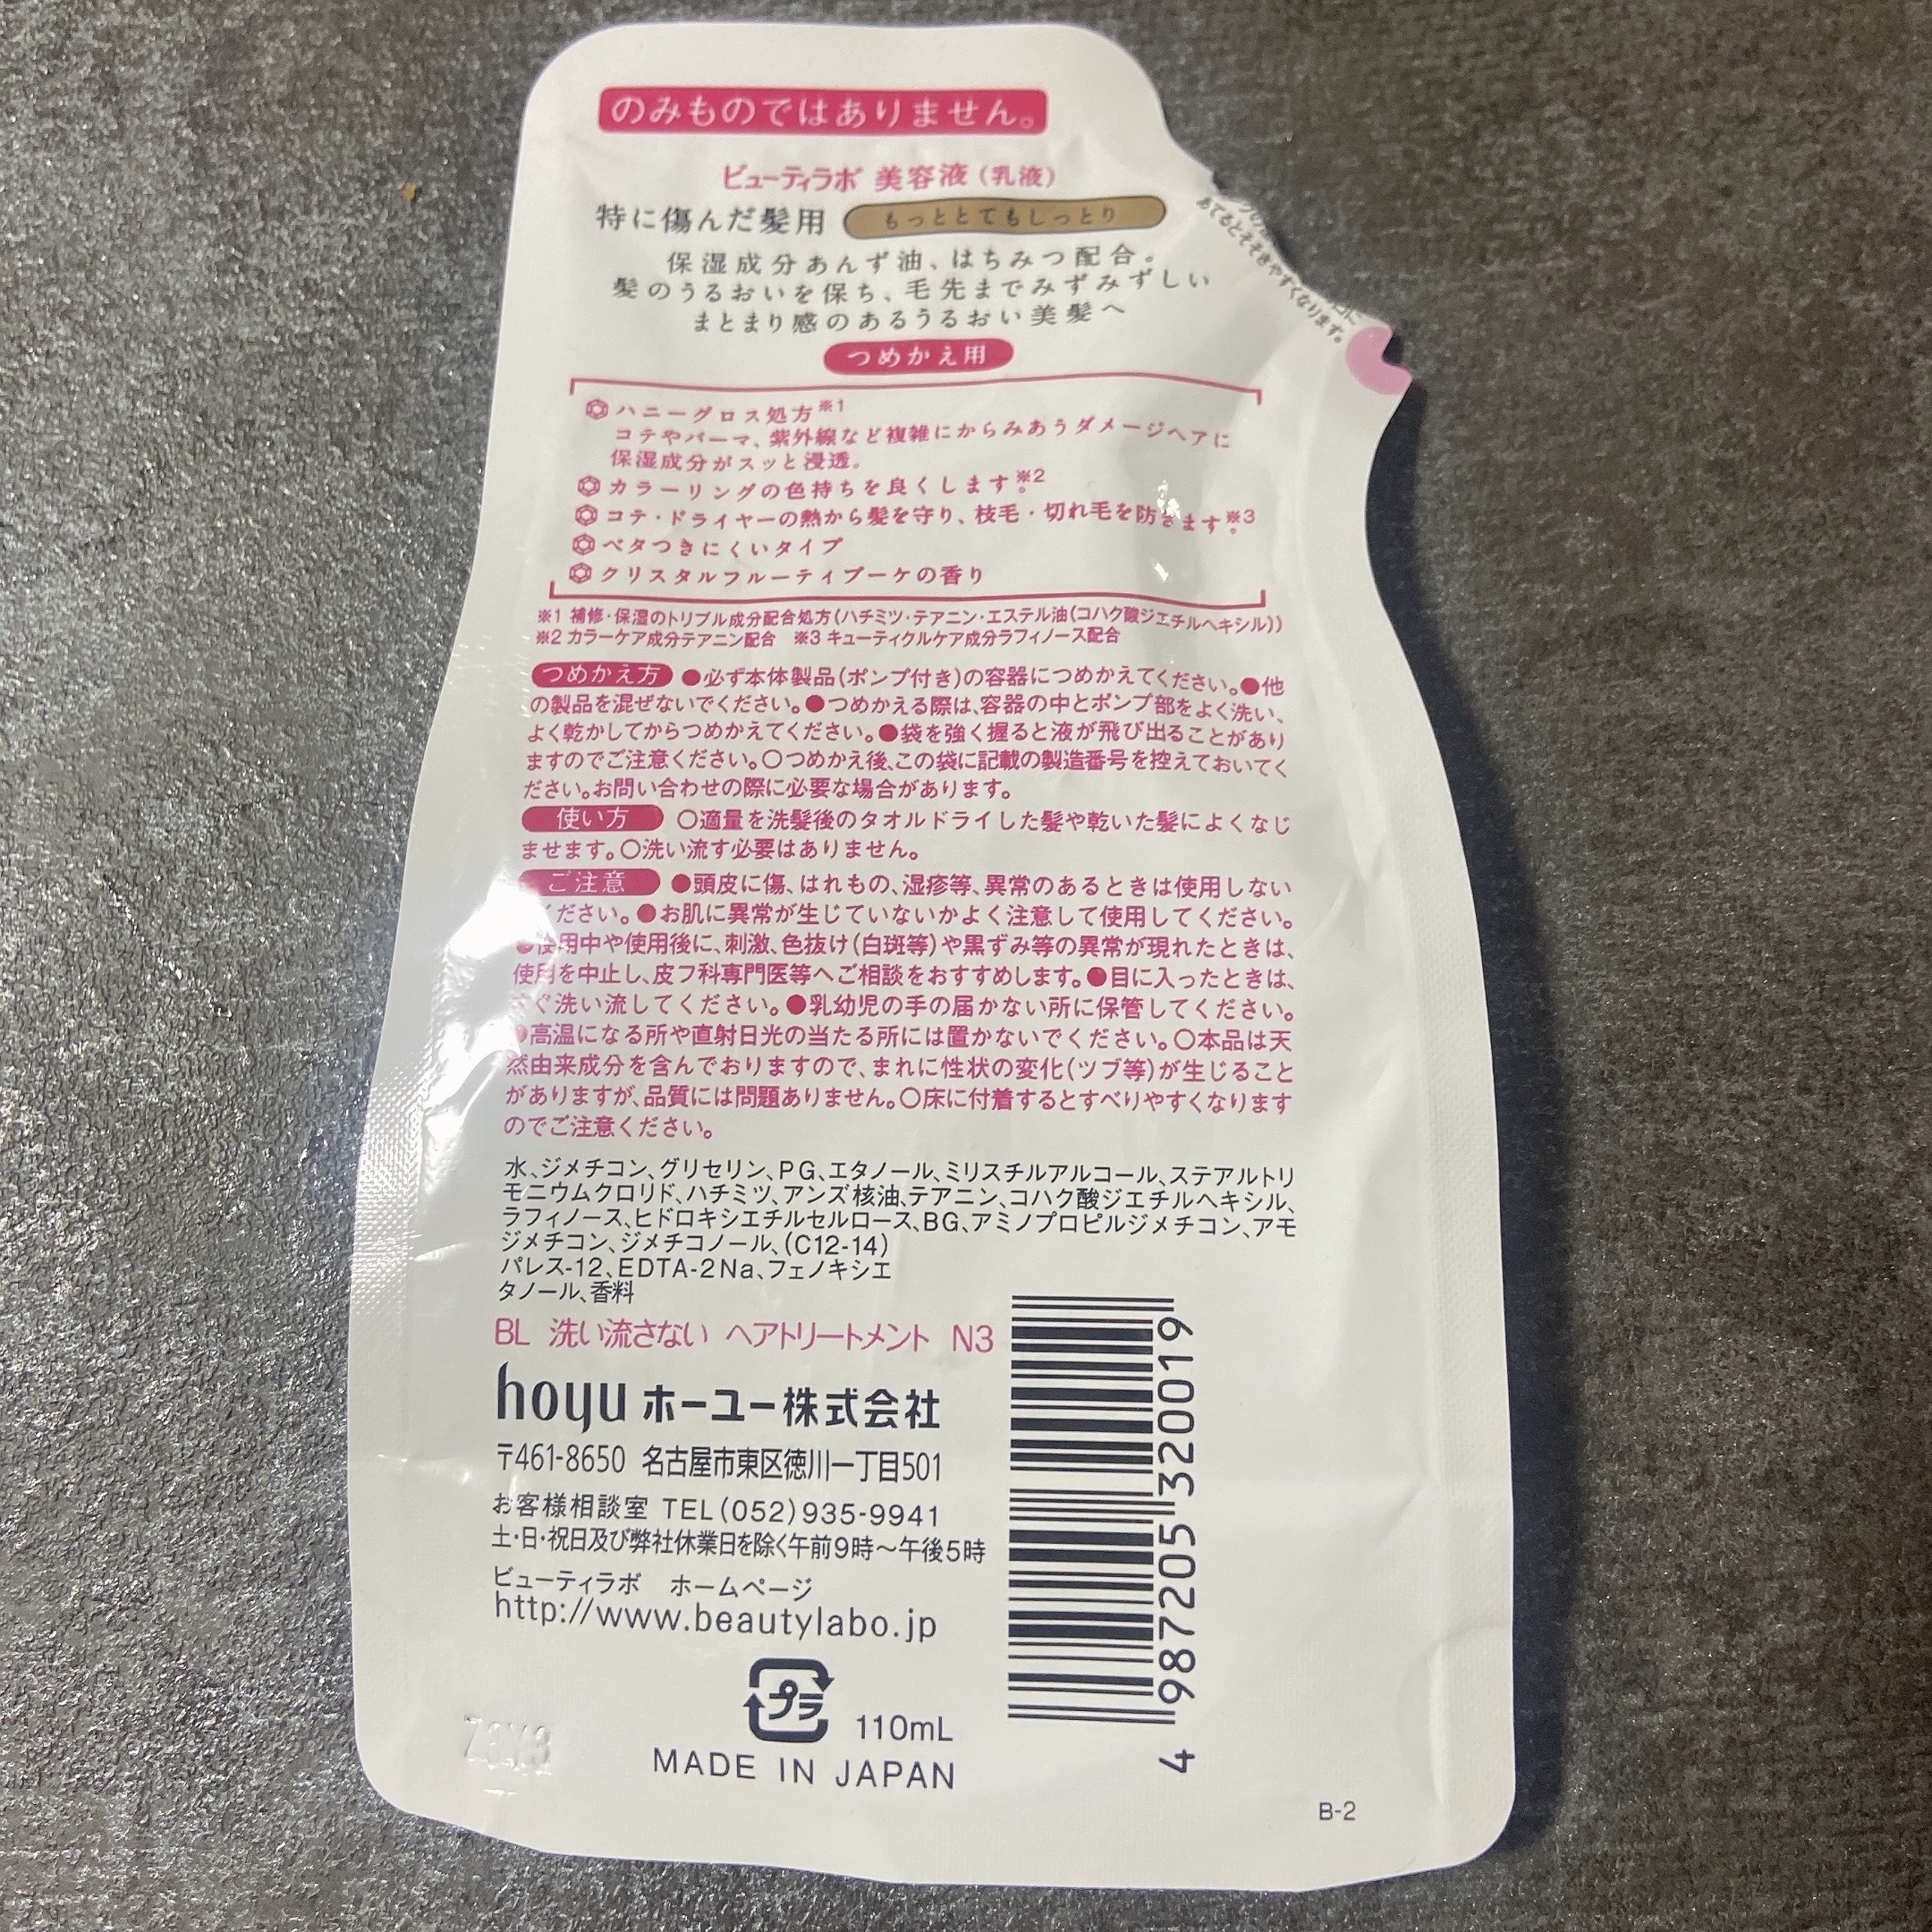 のみものではありません。
ビューティラボ 美容液(乳液)
特に傷んだ髪用 もっととてもしっとり
あてるとそそぎやすくなります。
保湿成分あんず油、はちみつ配合。
髪のうるおいを保ち、毛先までみずみずしい
まとまり感のあるうるおい美髪へ
つめかえ用
ハニーグロス処方※1
コテやパーマ、紫外線など複雑にからみあうダメージヘアに
保湿成分がスッと浸透。
カラーリングの色持ちを良くします。※2
コテ・ドライヤーの熱から髪を守り、枝毛・切れ毛を防ぎます。※3
ベタつきにくいタイプ
クリスタルフルーティブーケの香り
※1 補修・保湿のトリプル成分配合処方(ハチミツ・テアニン・エステル油(コハク酸ジエチルヘキシル))
※2 カラーケア成分テアニン配合 ※3 キューティクルケア成分ラフィノース配合
つめかえ方 ●必ず本体製品(ポンプ付き)の容器につめかえてください。●他
の製品を混ぜないでください。●つめかえる際は、容器の中とポンプ部をよく洗い、
よく乾かしてからつめかえてください。●袋を強く握ると液が飛び出ることがあり
ますのでご注意ください。○つめかえ後、この袋に記載の製造番号を控えておいてく
ださい。お問い合わせの際に必要な場合があります。
使い方 ○適量を洗髪後のタオルドライした髪や乾いた髪によくなじ
ませます。○洗い流す必要はありません。
ご注意 ●頭皮に傷、はれもの、湿疹等、異常のあるときは使用しない
ください。●お肌に異常が生じていないかよく注意して使用してください。
●使用中や使用後に、刺激、色抜け(白斑等)や黒ずみ等の異常が現れたときは、
使用を中止し、皮フ科専門医等へご相談をおすすめします。●目に入ったときは、
すぐ洗い流してください。●乳幼児の手の届かない所に保管してください。
●高温になる所や直射日光の当たる所には置かないでください。○本品は天
然由来成分を含んでおりますので、まれに性状の変化(ツブ等)が生じること
がありますが、品質には問題ありません。○床に付着するとすべりやすくなります
のでご注意ください。
水、ジメチコン、グリセリン、PG、エタノール、ミリスチルアルコール、ステアルトリ
モニウムクロリド、ハチミツ、アンズ核油、テアニン、コハク酸ジエチルヘキシル、
ラフィノース、ヒドロキシエチルセルロース、BG、アミノプロピルジメチコン、アモ
ジメチコン、ジメチコノール、(C12-14)
パレス-12、EDTA-2Na、フェノキシエ
タノール、香料
BL 洗い流さない ヘアトリートメント N3
hoyu ホーユー株式会社
〒461-8650 名古屋市東区徳川一丁目501
お客様相談室 TEL(052)935-9941
土・日・祝日及び弊社休業日を除く午前9時〜午後5時
ビューティラボ ホームページ
http://www.beautylabo.jp
プラ 110mL
MADE IN JAPAN
4 987205 320019
B-2